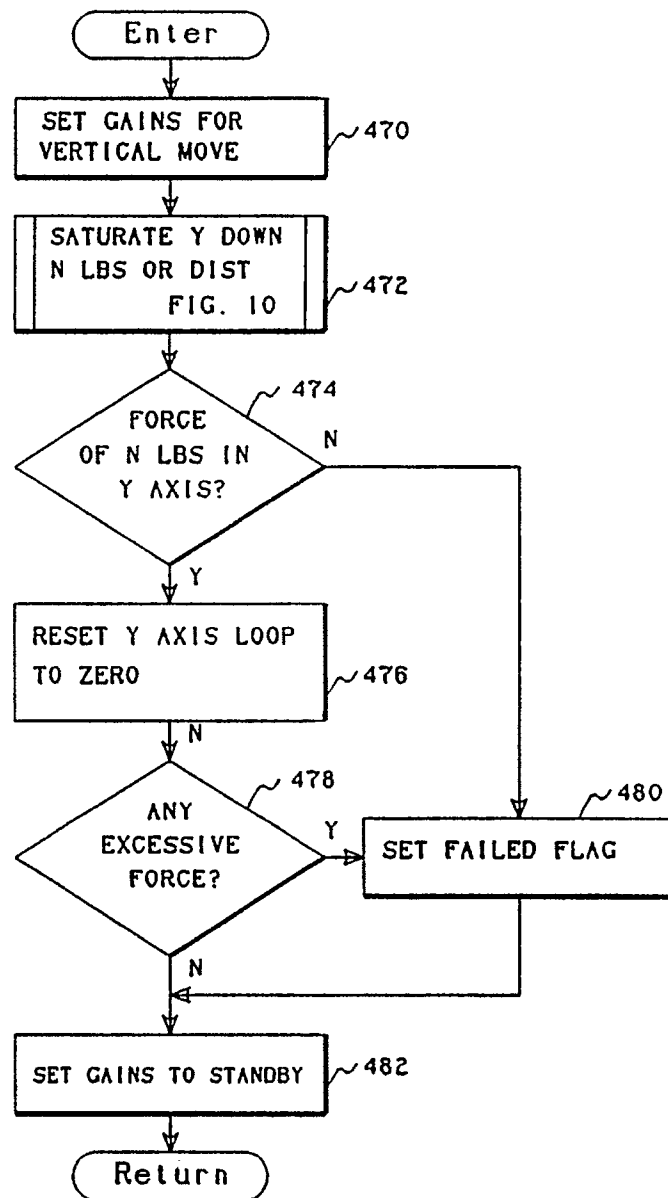 Enter
SET GAINS FOR
VERTICAL MOVE
470
SATURATE Y DOWN
N LBS OR DIST
FIG. 10
472
474
FORCE
OF N LBS IN
Y AXIS?
N
Y
RESET Y AXIS LOOP
TO ZERO
476
N
478
ANY
EXCESSIVE
FORCE?
Y
480
SET FAILED FLAG
N
SET GAINS TO STANDBY
482
Return